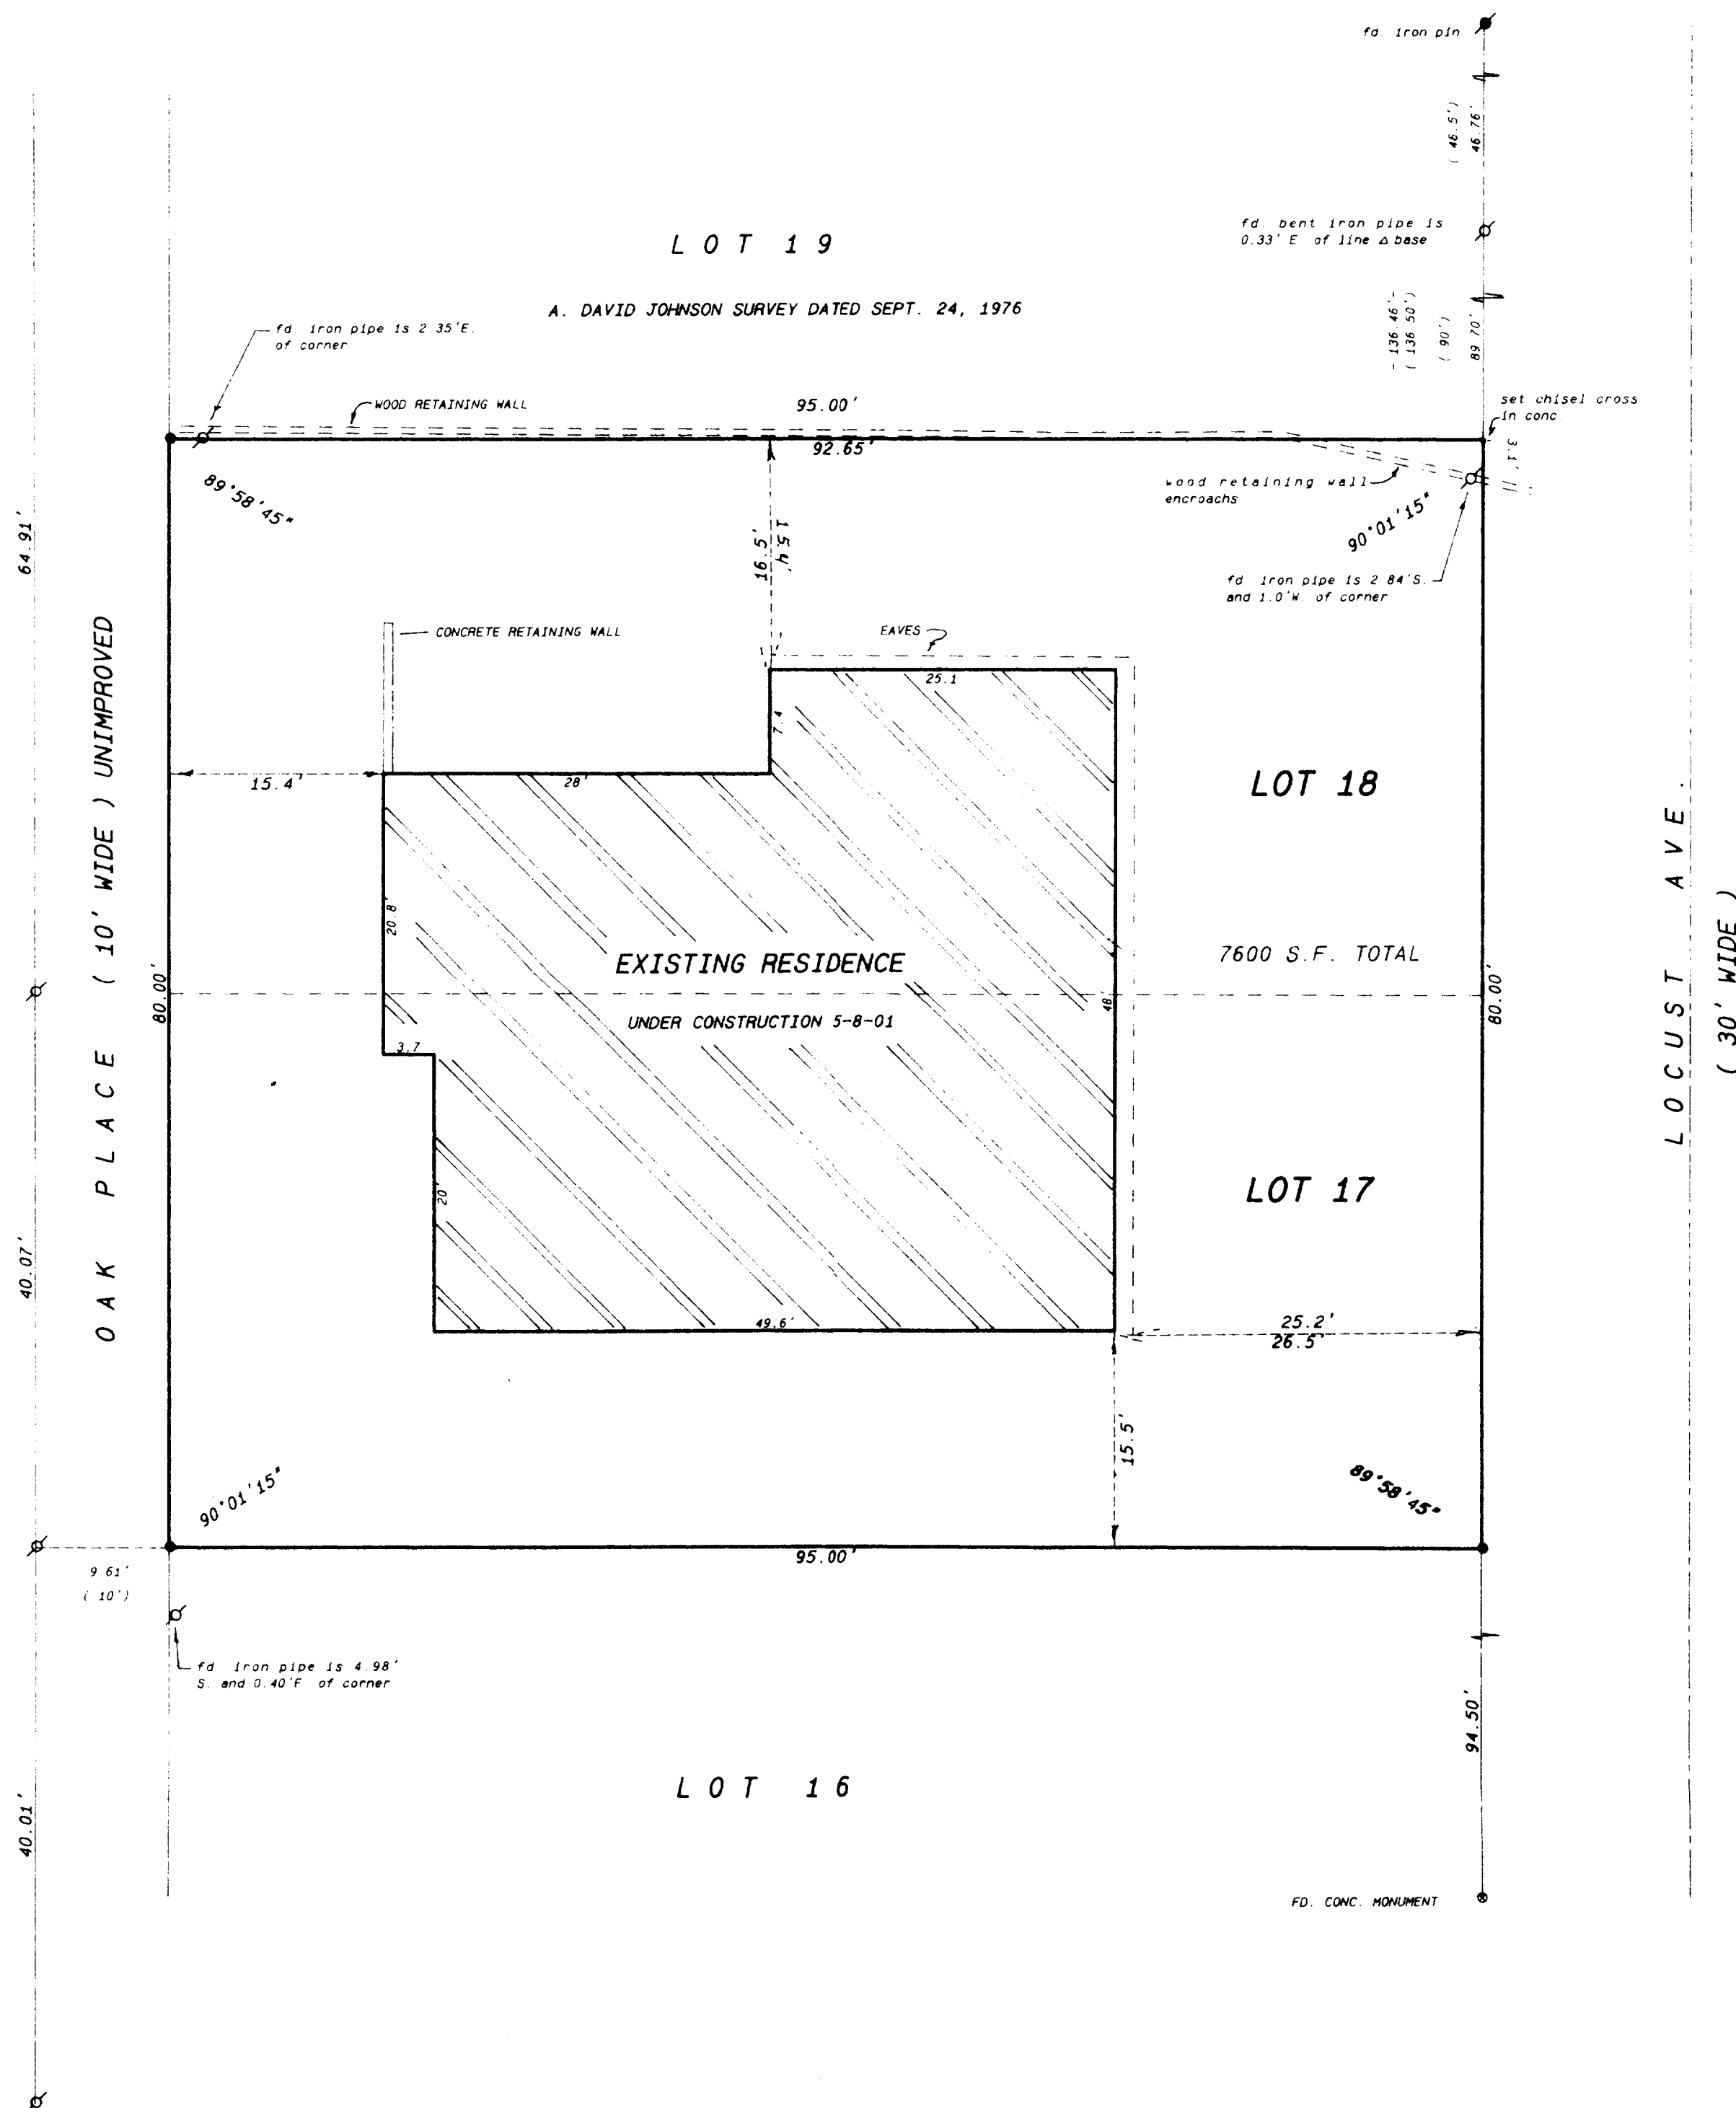 fd. iron pin
( 46.5')
46.76'
fd. bent iron pipe is
0.33' E. of line Δ base
LOT 19
A. DAVID JOHNSON SURVEY DATED SEPT. 24, 1976
- 136.46' -
( 136.50')
( 90')
89.70'
fd. iron pipe is 2.35'E.
of corner
WOOD RETAINING WALL
95.00'
92.65'
set chisel cross
in conc.
3.1'
wood retaining wall
encroachs
89°58'45"
90°01'15"
fd. iron pipe is 2.84'S.
and 1.0'W. of corner
64.91'
16.5'
15.4'
CONCRETE RETAINING WALL
EAVES
25.1
7.4
15.4'
28'
LOT 18
OAK PLACE ( 10' WIDE ) UNIMPROVED
20.8'
EXISTING RESIDENCE
7600 S.F. TOTAL
80.00'
48'
80.00'
UNDER CONSTRUCTION 5-8-01
3.7
LOCUST AVE.
( 30' WIDE )
LOT 17
20'
40.07'
49.6'
25.2'
26.5'
15.5'
90°01'15"
89°58'45"
95.00'
9.61'
( 10')
fd. iron pipe is 4.98'
S. and 0.40'E. of corner
94.50'
LOT 16
40.01'
FD. CONC. MONUMENT